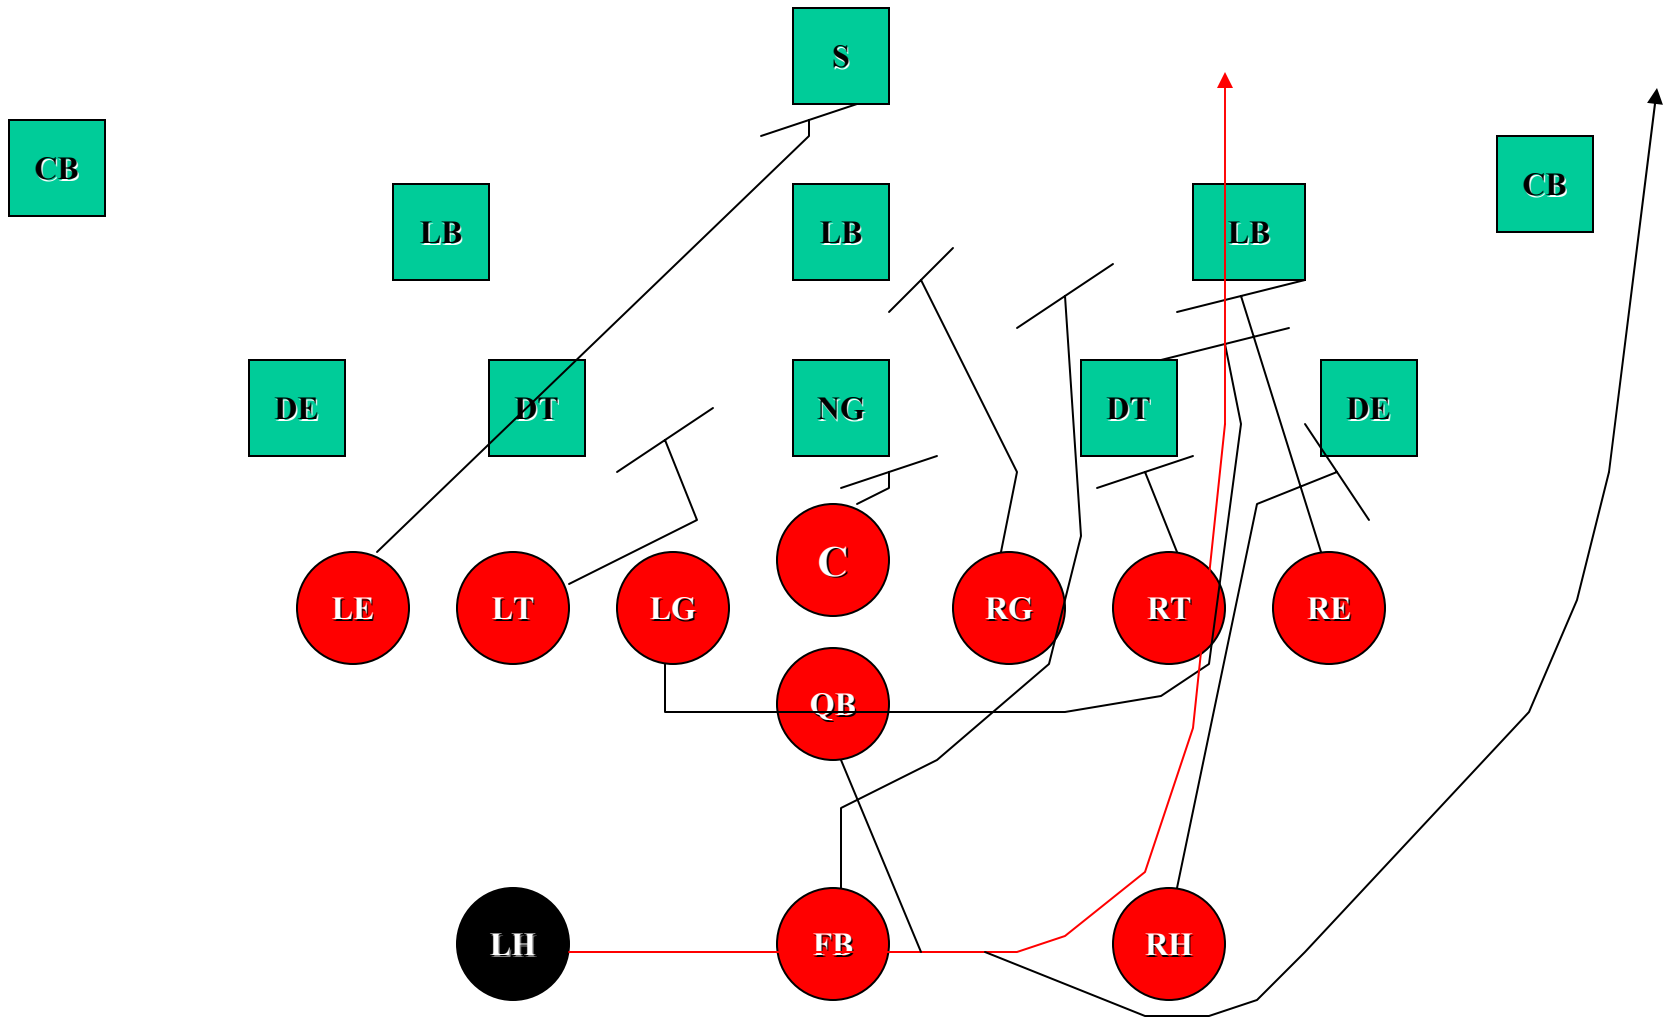 S
CB
CB
LB
LB
LB
DE
DT
NG
DT
DE
C
LE
LT
LG
RG
RT
RE
QB
LH
FB
RH